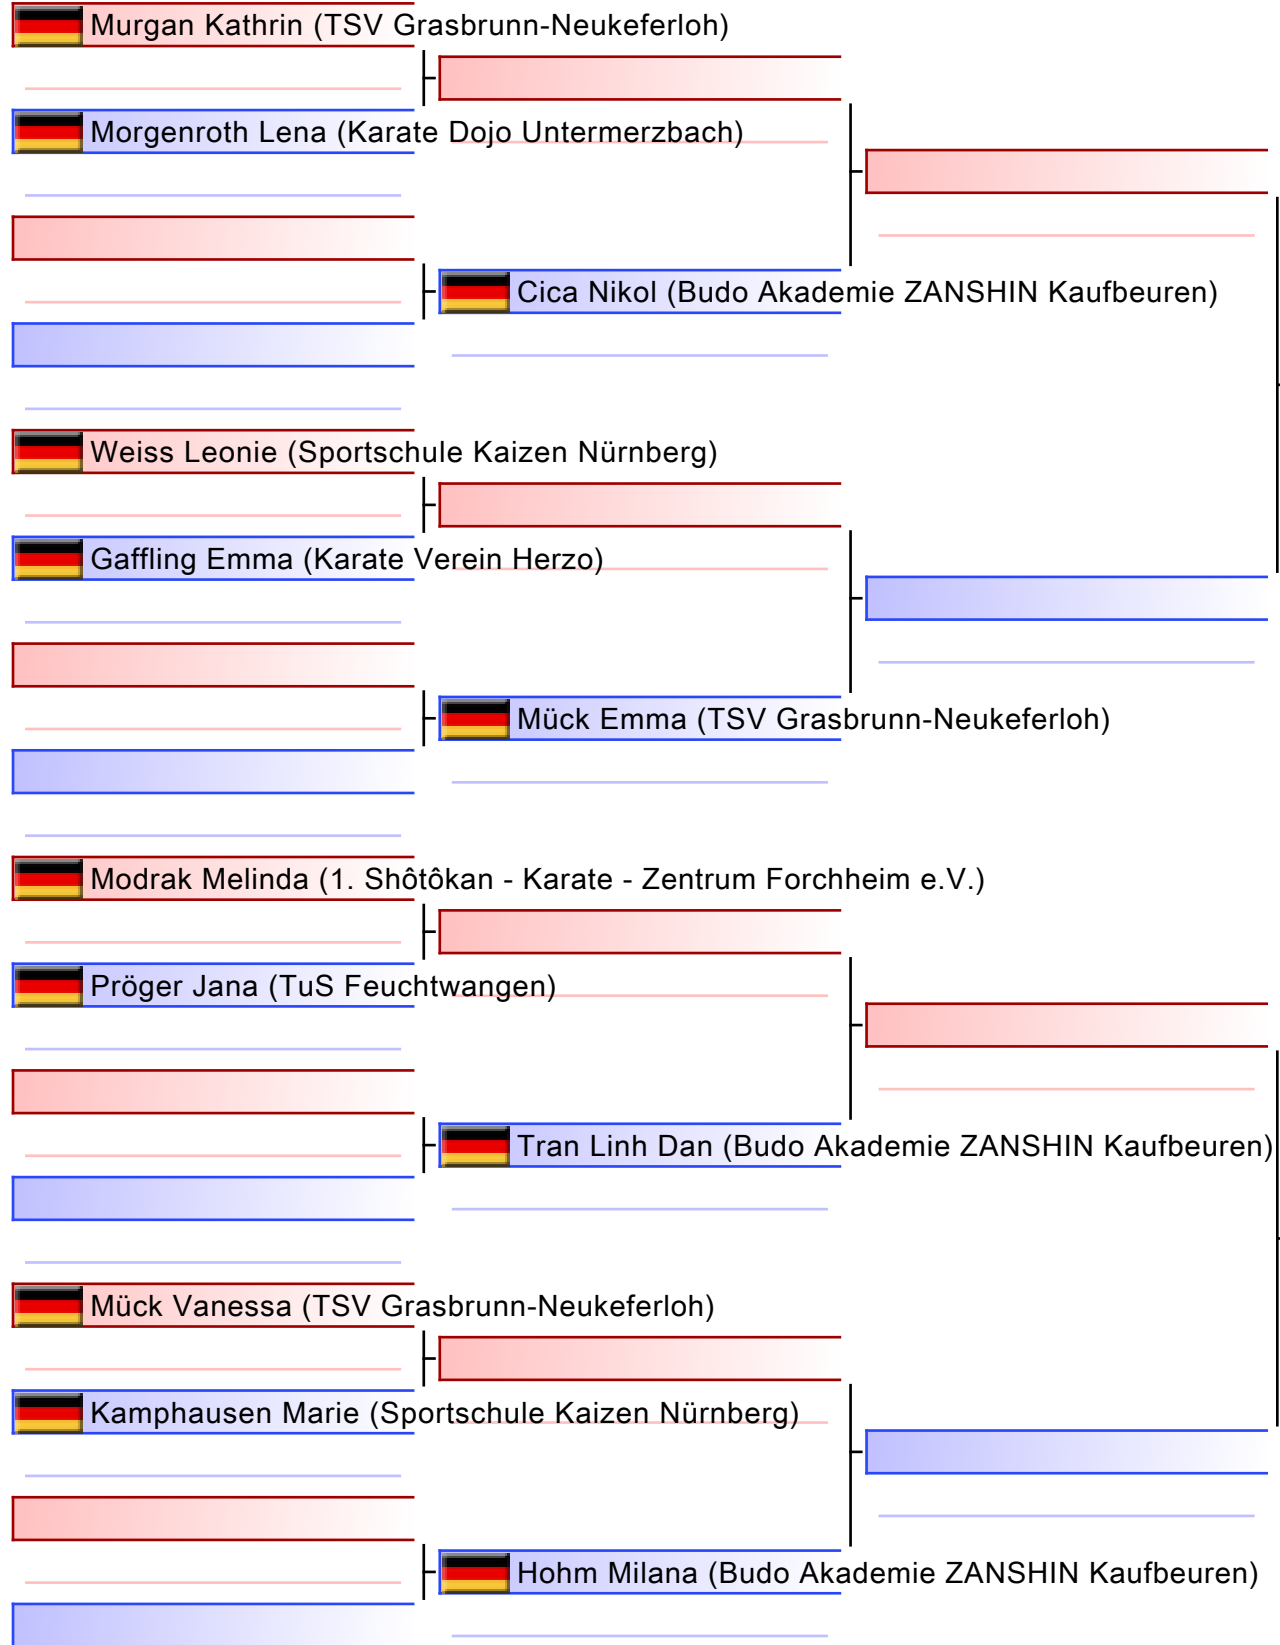 Murgan Kathrin (TSV Grasbrunn-Neukeferloh)
Morgenroth Lena (Karate Dojo Untermerzbach)
Cica Nikol (Budo Akademie ZANSHIN Kaufbeuren)
Weiss Leonie (Sportschule Kaizen Nürnberg)
Gaffling Emma (Karate Verein Herzo)
Mück Emma (TSV Grasbrunn-Neukeferloh)
Modrak Melinda (1. Shôtôkan - Karate - Zentrum Forchheim e.V.)
Pröger Jana (TuS Feuchtwangen)
Tran Linh Dan (Budo Akademie ZANSHIN Kaufbeuren)
Mück Vanessa (TSV Grasbrunn-Neukeferloh)
Kamphausen Marie (Sportschule Kaizen Nürnberg)
Hohm Milana (Budo Akademie ZANSHIN Kaufbeuren)